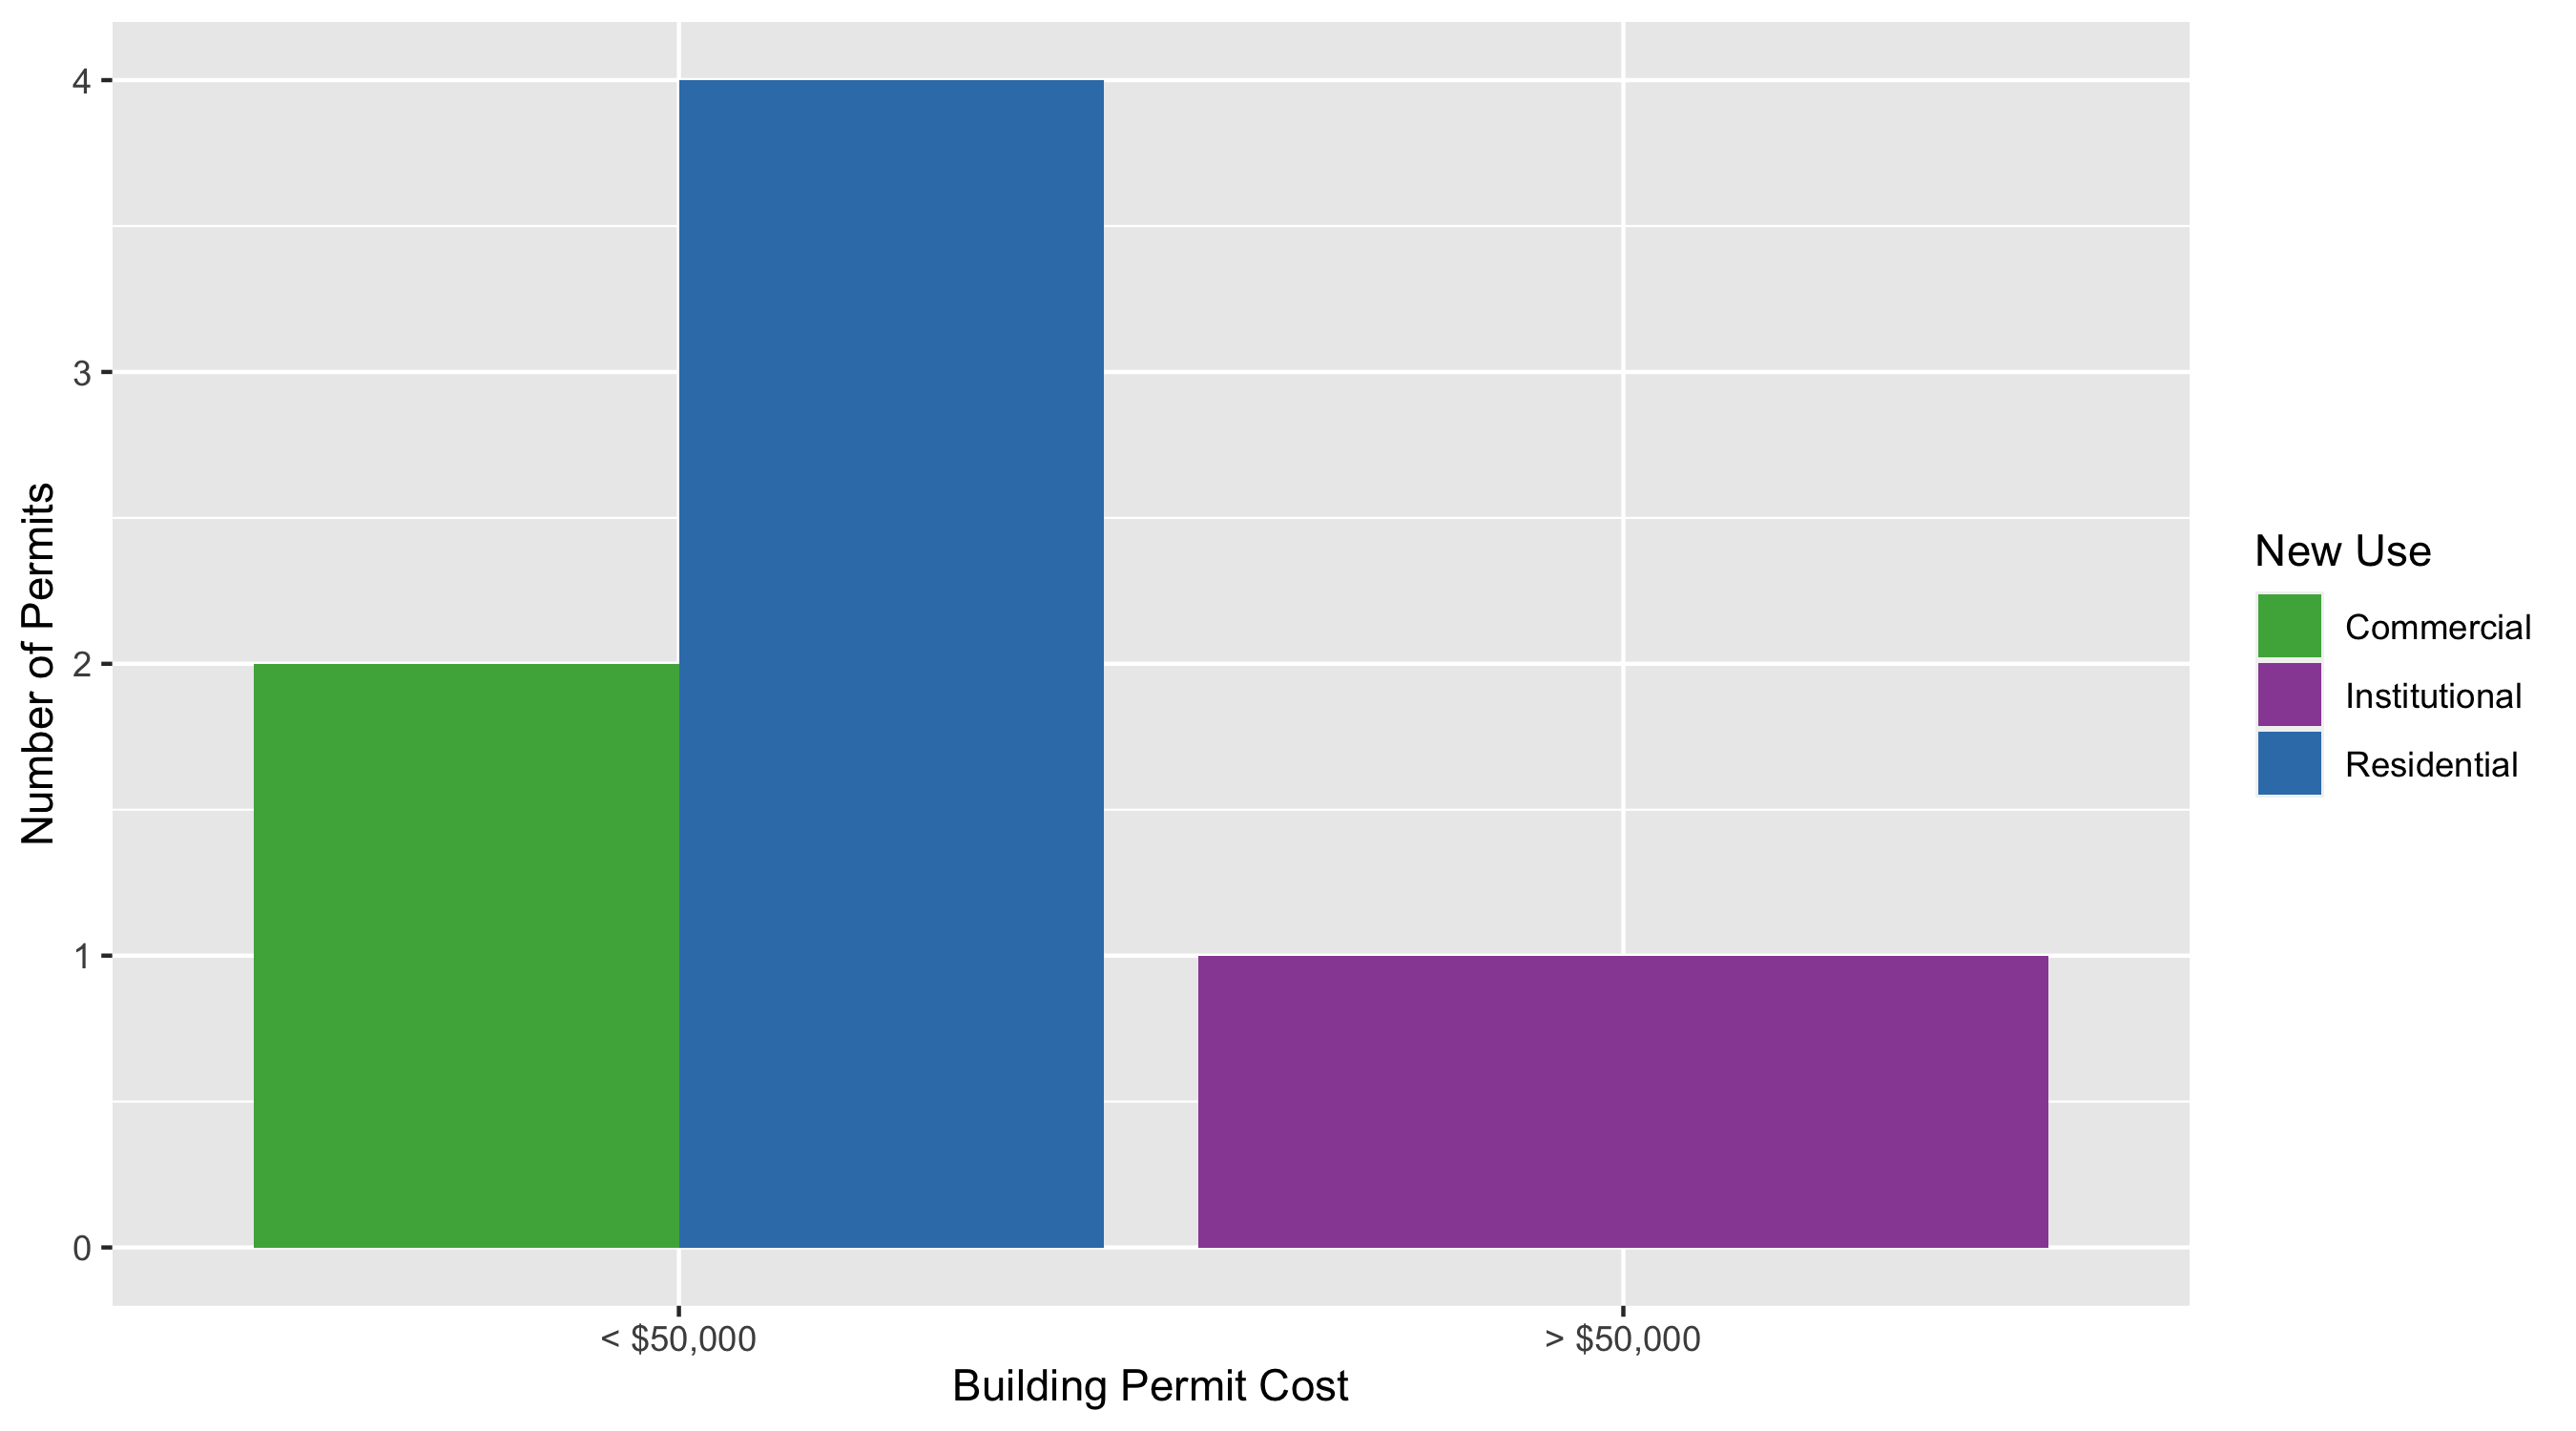 4
3
2
1
0
Number of Permits
< $50,000
> $50,000
Building Permit Cost
New Use
Commercial
Institutional
Residential